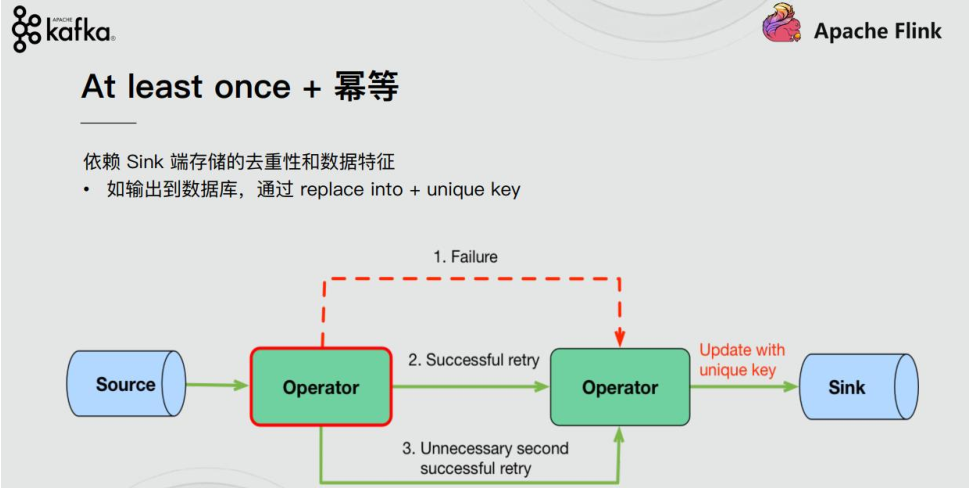 APACHE
kafka®
Apache Flink
At least once + 幂等
依赖 Sink 端存储的去重性和数据特征
• 如输出到数据库，通过 replace into + unique key
1. Failure
Source
Operator
2. Successful retry
Operator
Update with
unique key
Sink
3. Unnecessary second
successful retry